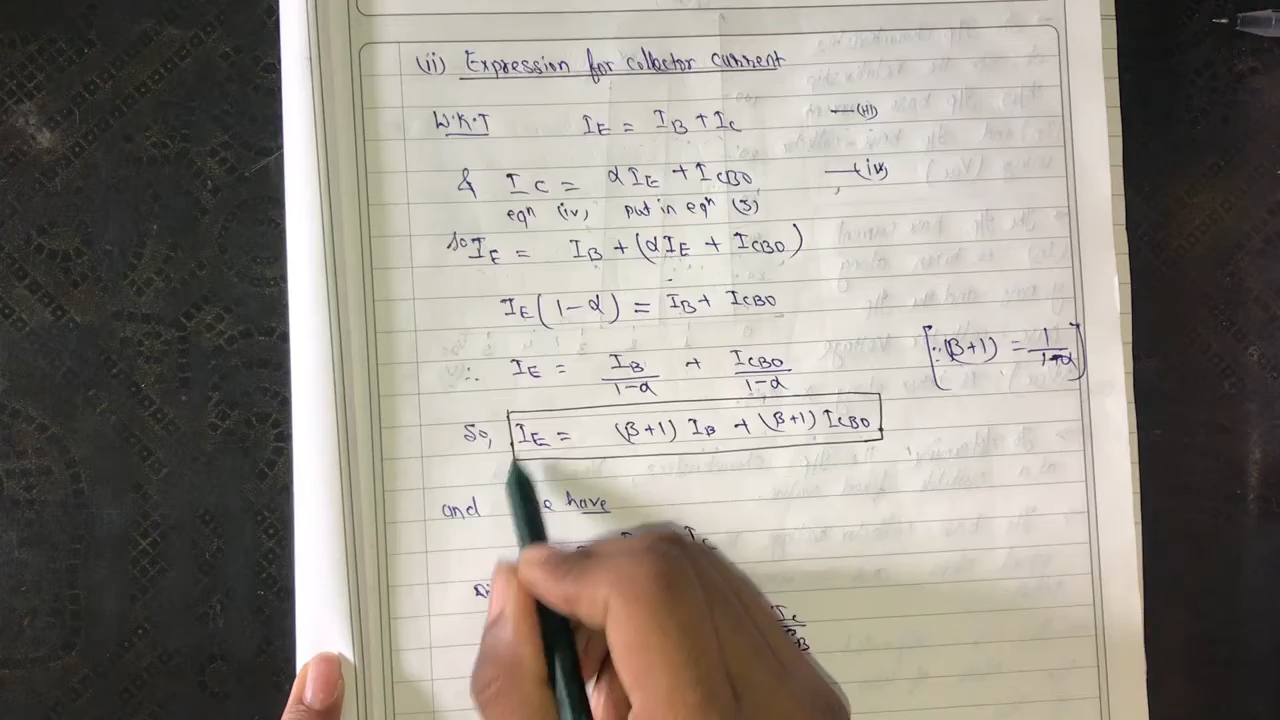 (ii) Expression for collector current
W.K.T IE = IB + IC —(iii)
& IC = αIE + ICBO —(iv)
eqn (iv) put in eqn (3)
So IE = IB + (αIE + ICBO)
IE(1-α) = IB + ICBO
∴ IE = IB/1-α + ICBO/1-α [∵(β+1) = 1/1-α]
So, IE = (β+1) IB + (β+1) ICBO
and have
IC
IC